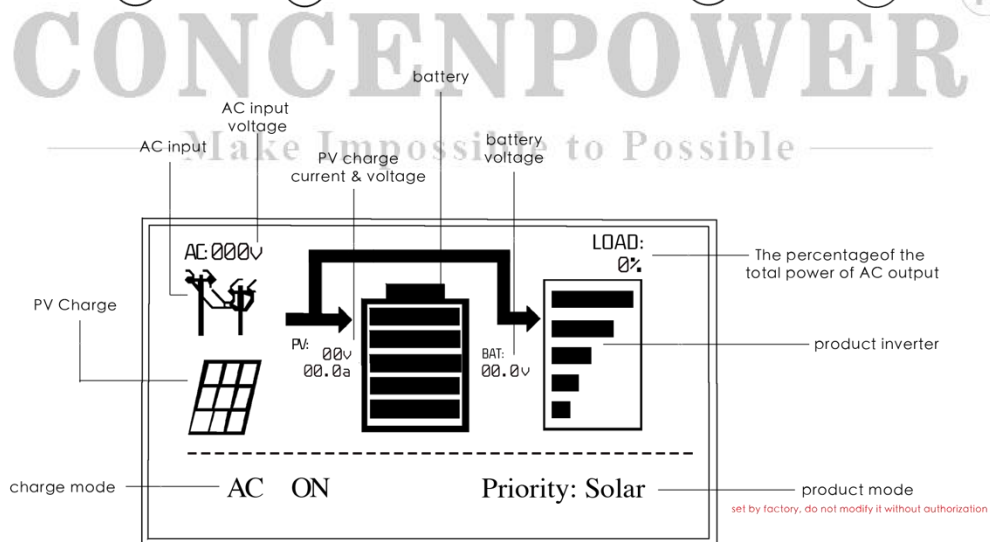 CONCENPOWER
Make Impossible to Possible
battery
AC input
voltage
AC input
PV charge
current & voltage
battery
voltage
AC:000v
LOAD:
0%
The percentageof the
total power of AC output
PV Charge
PV:
00v
00.0a
BAT:
00.0v
product inverter
charge mode
AC ON
Priority: Solar
product mode
set by factory, do not modify it without authorization